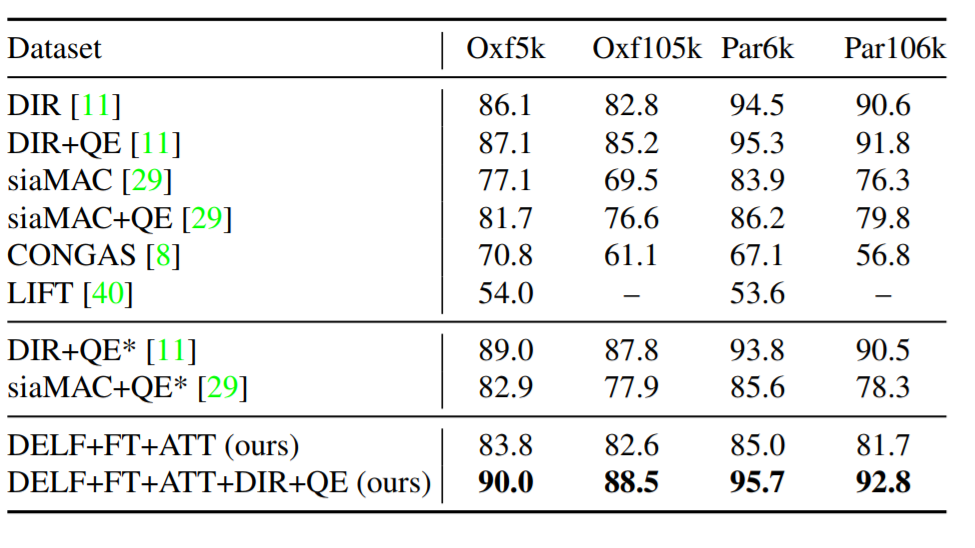 Dataset Oxf5k Oxf105k Par6k Par106k
DIR [11] 86.1 82.8 94.5 90.6
DIR+QE [11] 87.1 85.2 95.3 91.8
siaMAC [29] 77.1 69.5 83.9 76.3
siaMAC+QE [29] 81.7 76.6 86.2 79.8
CONGAS [8] 70.8 61.1 67.1 56.8
LIFT [40] 54.0 – 53.6 –
DIR+QE* [11] 89.0 87.8 93.8 90.5
siaMAC+QE* [29] 82.9 77.9 85.6 78.3
DELF+FT+ATT (ours) 83.8 82.6 85.0 81.7
DELF+FT+ATT+DIR+QE (ours) 90.0 88.5 95.7 92.8